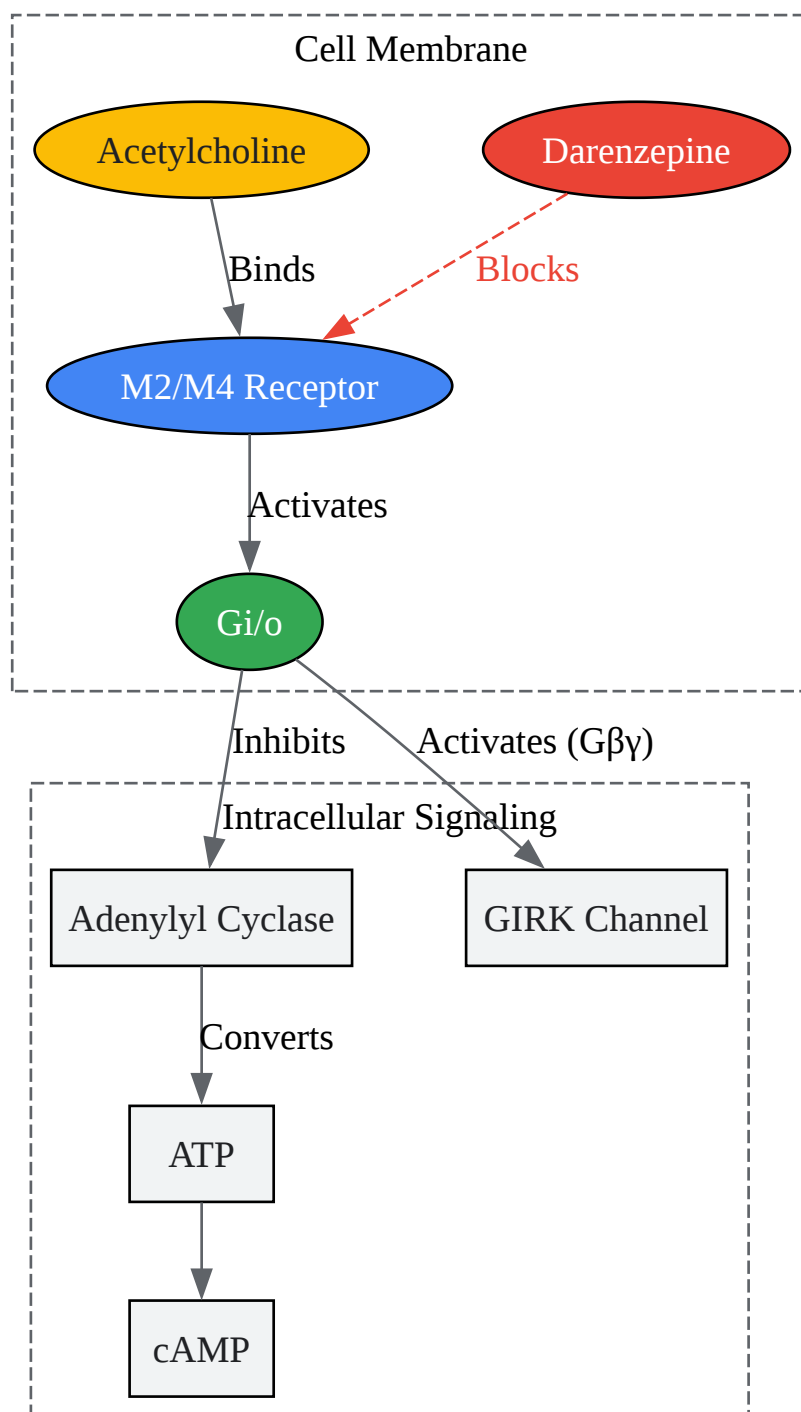 Cell Membrane
Acetylcholine
Darenzepine
Binds
Blocks
M2/M4 Receptor
Activates
Gi/o
Inhibits
Activates (Gβγ)
Intracellular Signaling
Adenylyl Cyclase
GIRK Channel
Converts
ATP
cAMP